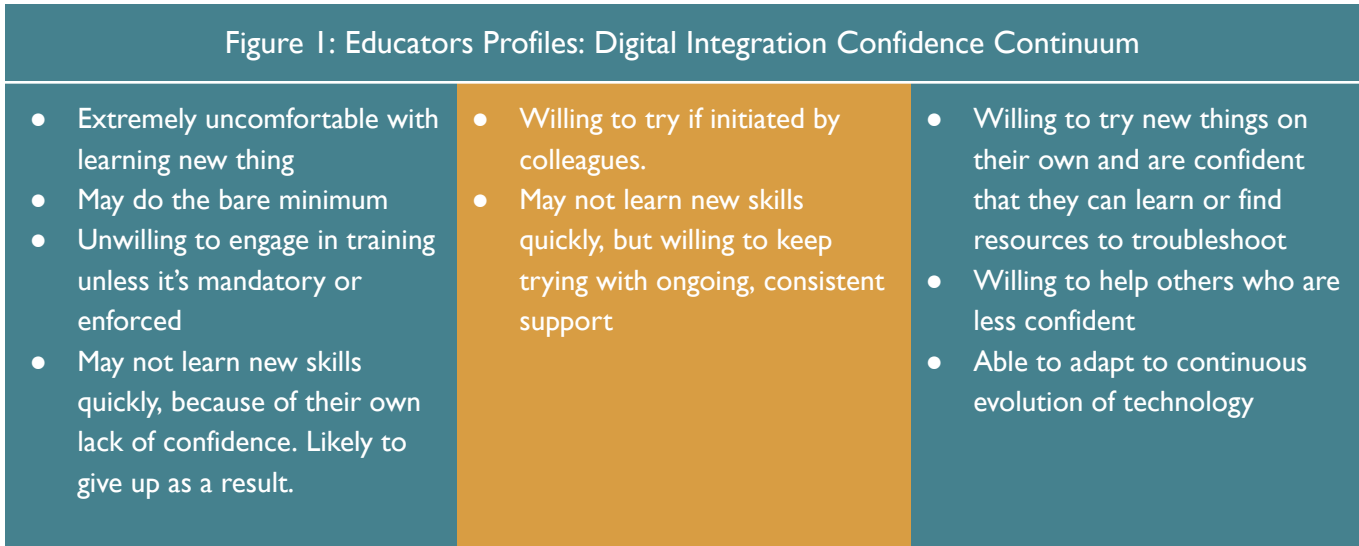 Figure 1: Educators Profiles: Digital Integration Confidence Continuum
● Extremely uncomfortable with
learning new thing
● May do the bare minimum
● Unwilling to engage in training
unless it’s mandatory or
enforced
● May not learn new skills
quickly, because of their own
lack of confidence. Likely to
give up as a result.
● Willing to try if initiated by
colleagues.
● May not learn new skills
quickly, but willing to keep
trying with ongoing, consistent
support
● Willing to try new things on
their own and are confident
that they can learn or find
resources to troubleshoot
● Willing to help others who are
less confident
● Able to adapt to continuous
evolution of technology